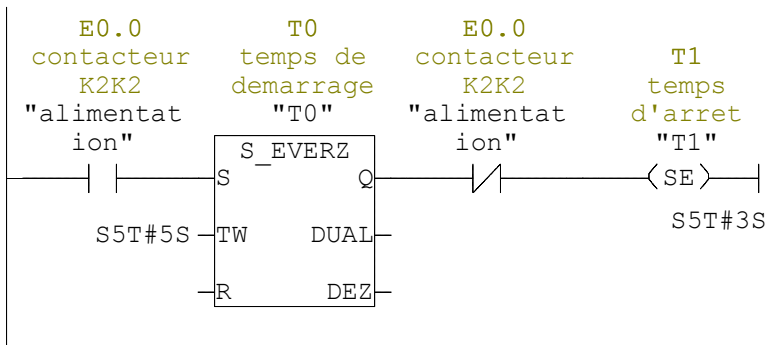 E0.0
contacteur
K2K2
"alimentat
ion"
T0
temps de
demarrage
"T0"
E0.0
contacteur
K2K2
"alimentat
ion"
T1
temps
d'arret
"T1"
S_EVERZ
S
Q
SE
S5T#3S
S5T#5S
TW
DUAL
R
DEZ